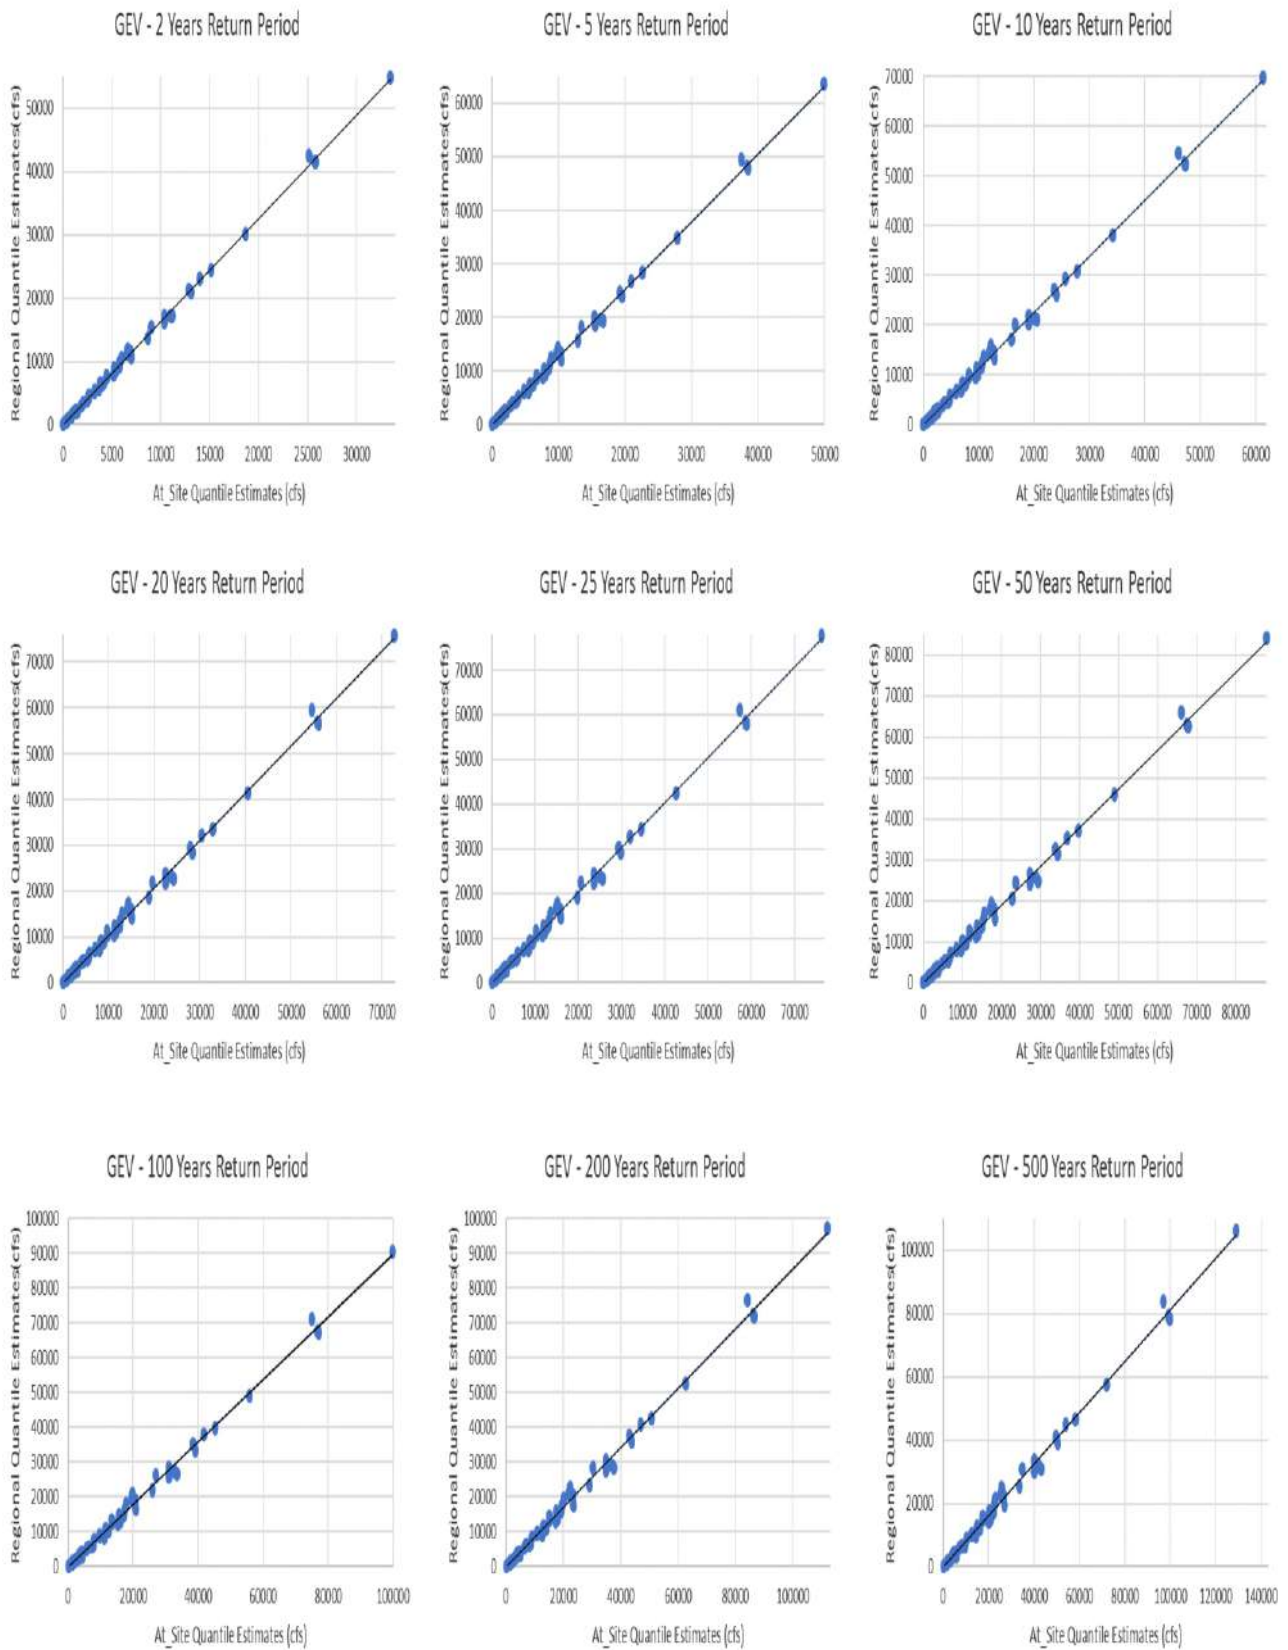 GEV - 2 Years Return Period
Regional Quantile Estimates(cfs)
50000
40000
30000
20000
10000
0
0 5000 10000 15000 20000 25000 30000
At_Site Quantile Estimates (cfs)
GEV - 5 Years Return Period
Regional Quantile Estimates(cfs)
60000
50000
40000
30000
20000
10000
0
0 10000 20000 30000 40000 50000
At_Site Quantile Estimates (cfs)
GEV - 10 Years Return Period
Regional Quantile Estimates(cfs)
70000
60000
50000
40000
30000
20000
10000
0
0 10000 20000 30000 40000 50000 60000
At_Site Quantile Estimates (cfs)
GEV - 20 Years Return Period
Regional Quantile Estimates(cfs)
70000
60000
50000
40000
30000
20000
10000
0
0 10000 20000 30000 40000 50000 60000 70000
At_Site Quantile Estimates (cfs)
GEV - 25 Years Return Period
Regional Quantile Estimates(cfs)
70000
60000
50000
40000
30000
20000
10000
0
0 10000 20000 30000 40000 50000 60000 70000
At_Site Quantile Estimates (cfs)
GEV - 50 Years Return Period
Regional Quantile Estimates(cfs)
80000
70000
60000
50000
40000
30000
20000
10000
0
0 10000 20000 30000 40000 50000 60000 70000 80000
At_Site Quantile Estimates (cfs)
GEV - 100 Years Return Period
Regional Quantile Estimates(cfs)
100000
90000
80000
70000
60000
50000
40000
30000
20000
10000
0
0 20000 40000 60000 80000 100000
At_Site Quantile Estimates (cfs)
GEV - 200 Years Return Period
Regional Quantile Estimates(cfs)
100000
90000
80000
70000
60000
50000
40000
30000
20000
10000
0
0 20000 40000 60000 80000 100000
At_Site Quantile Estimates (cfs)
GEV - 500 Years Return Period
Regional Quantile Estimates(cfs)
100000
80000
60000
40000
20000
0
0 20000 40000 60000 80000 100000 120000 140000
At_Site Quantile Estimates (cfs)